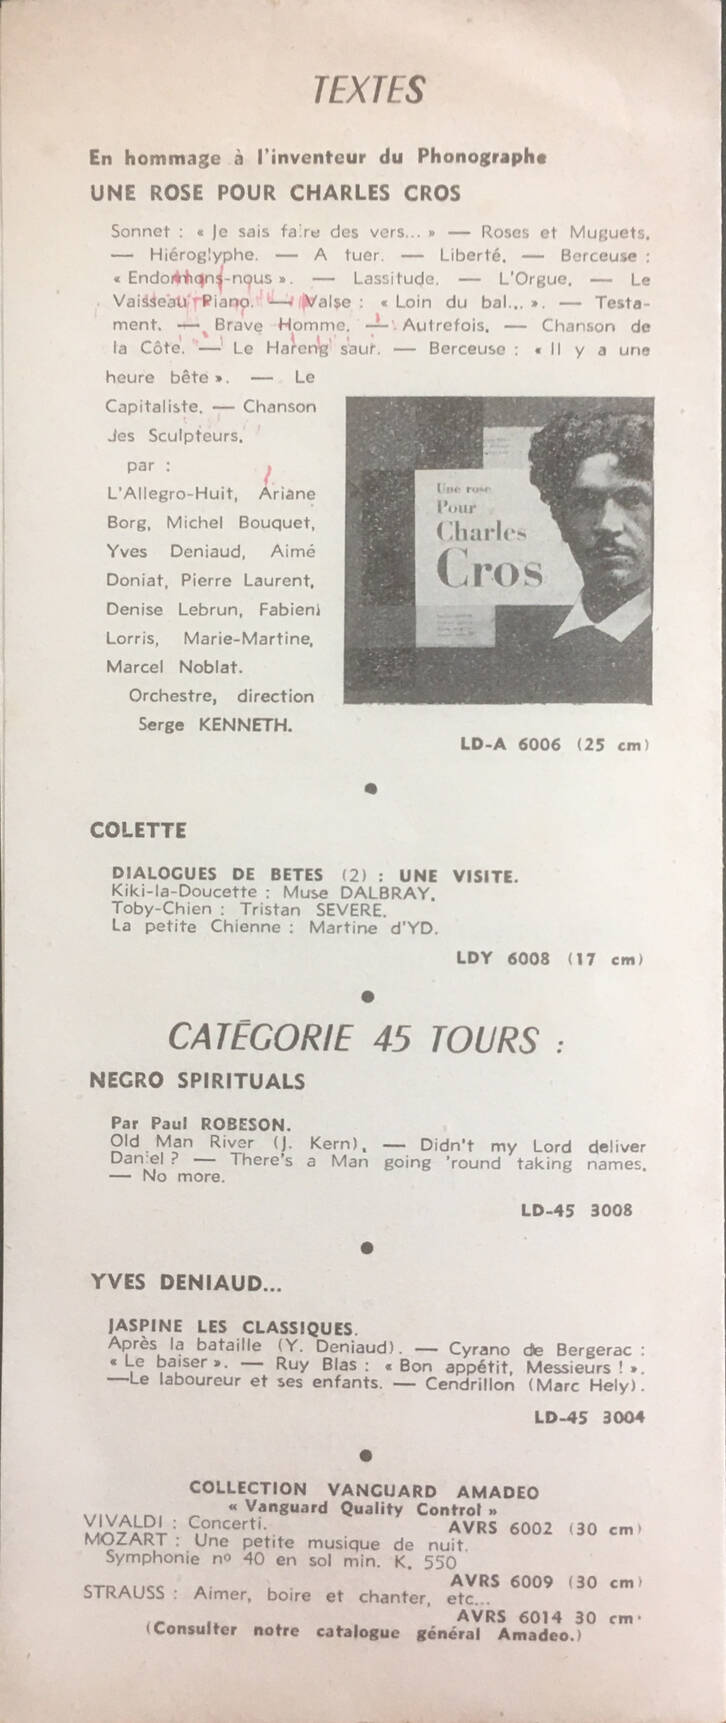 TEXTES
En hommage à l'inventeur du Phonographe
UNE ROSE POUR CHARLES CROS
Sonnet : « Je sais faire des vers... » — Roses et Muguets.
— Hiéroglyphe. — A tuer. — Liberté. — Berceuse :
« Endormons-nous ». — Lassitude. — L'Orgue. — Le
Vaisseau Piano. — Valse : « Loin du bal... ». — Testa-
ment. — Brave Homme. — Autrefois. — Chanson de
la Côte. — Le Hareng saur. — Berceuse : « Il y a une
heure bête ». — Le
Capitaliste. — Chanson
des Sculpteurs.
par :
L'Allegro-Huit, Ariane
Borg, Michel Bouquet,
Yves Deniaud, Aimé
Doniat, Pierre Laurent,
Denise Lebrun, Fabien
Lorris, Marie-Martine,
Marcel Noblat.
Orchestre, direction
Serge KENNETH.
Une rose
Pour
Charles
Cros
LD-A 6006 (25 cm)
COLETTE
DIALOGUES DE BETES (2) : UNE VISITE.
Kiki-la-Doucette : Muse DALBRAY.
Toby-Chien : Tristan SEVERE.
La petite Chienne : Martine d'YD.
LDY 6008 (17 cm)
CATÉGORIE 45 TOURS :
NEGRO SPIRITUALS
Par Paul ROBESON.
Old Man River (J. Kern). — Didn't my Lord deliver
Daniel ? — There's a Man going 'round taking names.
— No more.
LD-45 3008
YVES DENIAUD...
JASPINE LES CLASSIQUES.
Après la bataille (Y. Deniaud). — Cyrano de Bergerac :
« Le baiser ». — Ruy Blas : « Bon appétit, Messieurs ! ».
—Le laboureur et ses enfants. — Cendrillon (Marc Hely).
LD-45 3004
COLLECTION VANGUARD AMADEO
« Vanguard Quality Control »
VIVALDI : Concerti.
AVRS 6002 (30 cm)
MOZART : Une petite musique de nuit.
Symphonie nº 40 en sol min. K. 550
AVRS 6009 (30 cm)
STRAUSS : Aimer, boire et chanter, etc...
AVRS 6014 30 cm.
(Consulter notre catalogue général Amadeo.)